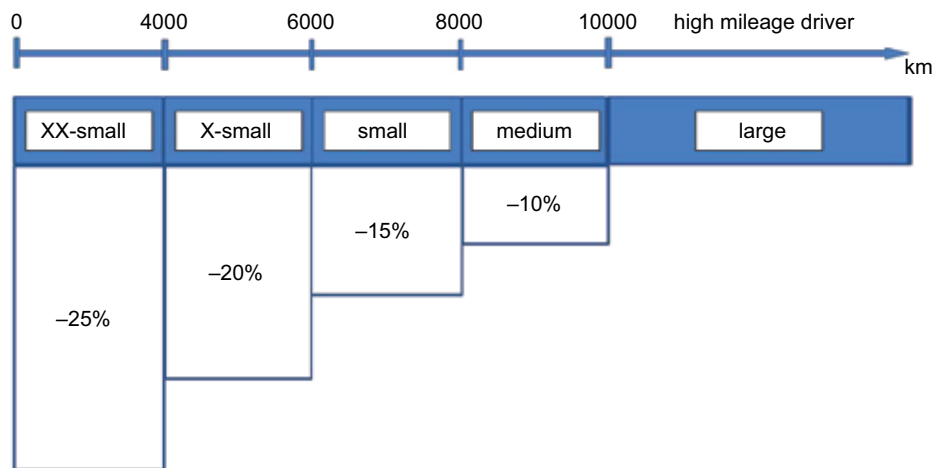 0 4000 6000 8000 10000 high mileage driver
km
XX-small X-small small medium large
–10%
–15%
–20%
–25%